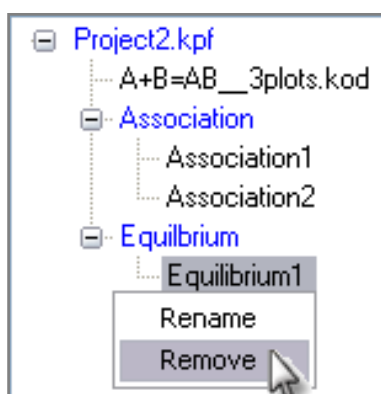 Project2.kpf
A+B=AB__3plots.kod
Association
Association1
Association2
Equilbrium
Equilibrium1
Rename
Remove